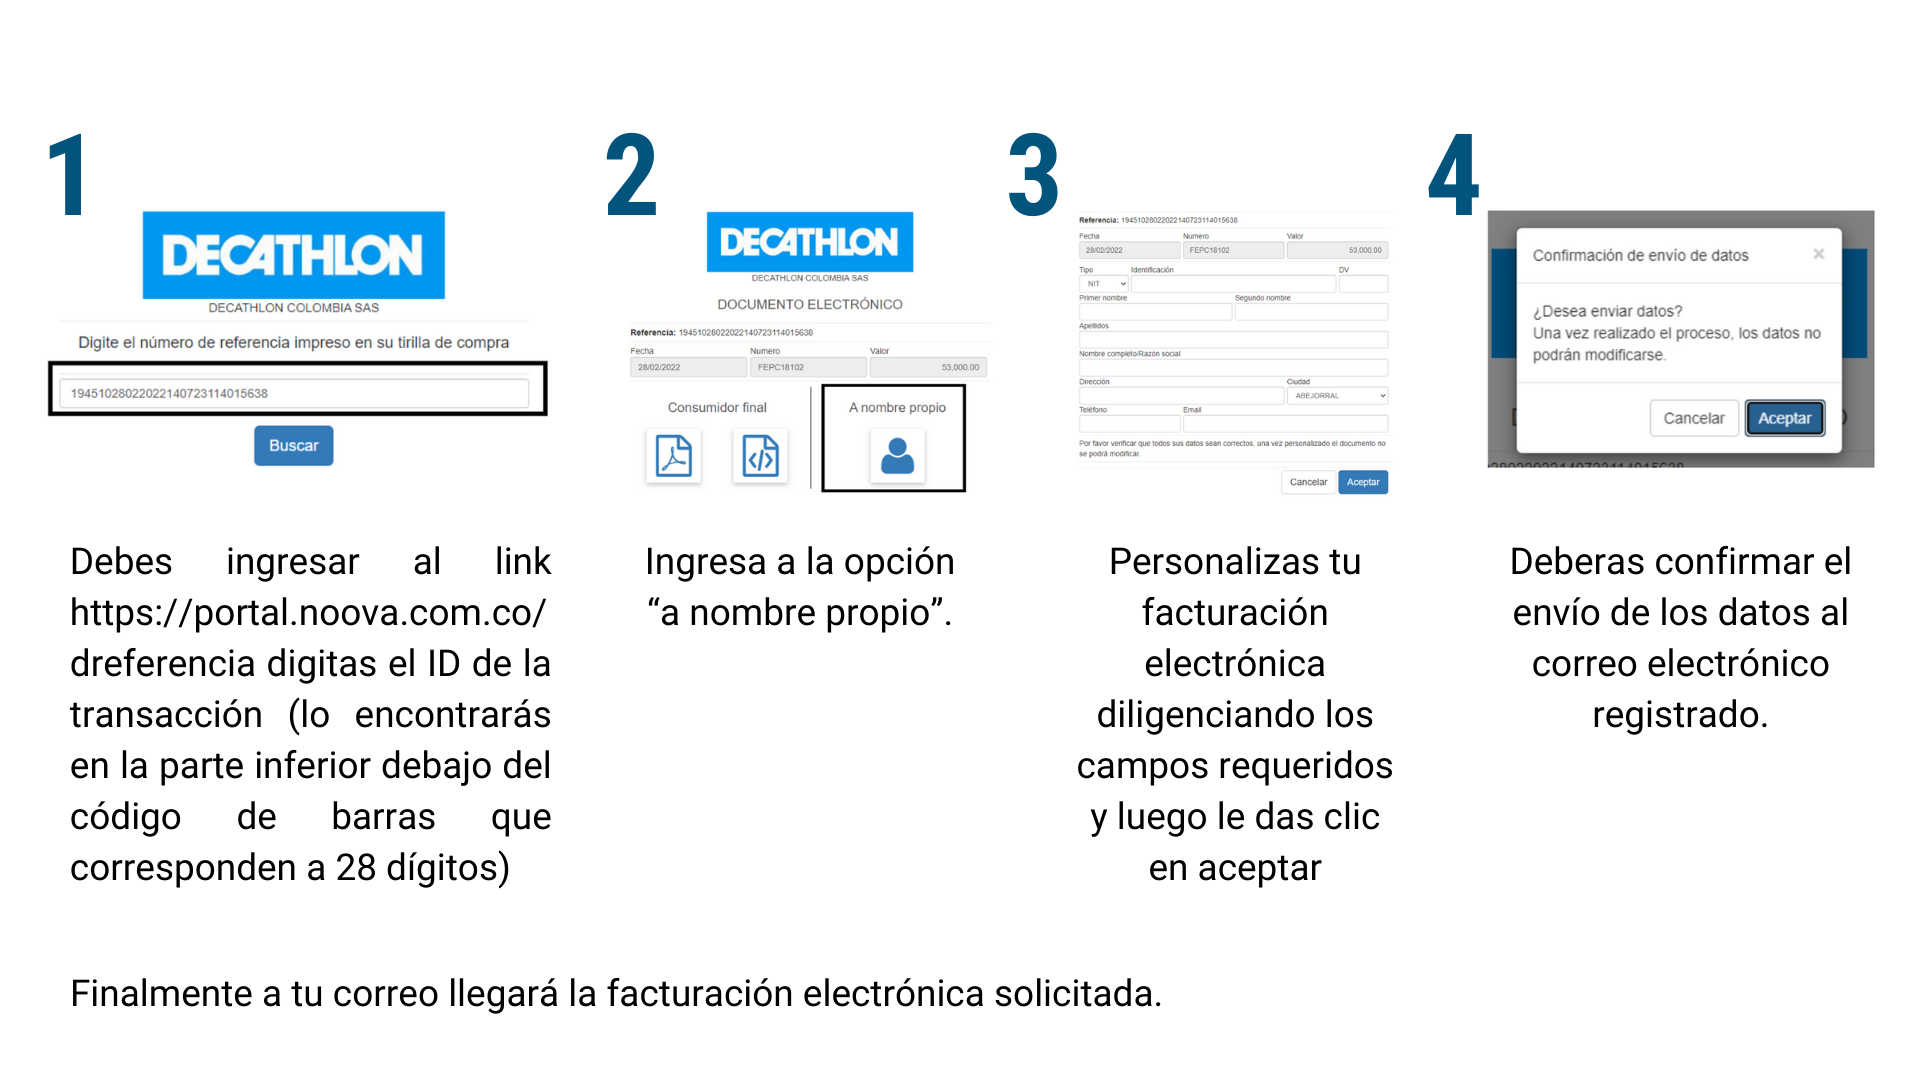 1
DECATHLON
DECATHLON COLOMBIA SAS
Digite el número de referencia impreso en su tirilla de compra
19451028022022140723114015638
Buscar
Debes ingresar al link
https://portal.noova.com.co/
dreferencia digitas el ID de la
transacción (lo encontrarás
en la parte inferior debajo del
código de barras que
corresponden a 28 dígitos)
2
DECATHLON
DECATHLON COLOMBIA SAS
DOCUMENTO ELECTRÓNICO
Referencia: 19451028022022140723114015638
Fecha Numero Valor
28/02/2022 FEPC18102 53,000.00
Consumidor final A nombre propio
Ingresa a la opción
“a nombre propio”.
3
Referencia: 19451028022022140723114015638
Fecha Numero Valor
28/02/2022 FEPC18102 53,000.00
Tipo Identificación DV
NIT
Primer nombre Segundo nombre
Apellidos
Nombre completo/Razón social
Dirección Ciudad
ABEJORRAL
Teléfono Email
Por favor verificar que todos sus datos sean correctos, una vez personalizado el documento no
se podrá modificar.
Cancelar Aceptar
Personalizas tu
facturación
electrónica
diligenciando los
campos requeridos
y luego le das clic
en aceptar
4
Confirmación de envío de datos ×
¿Desea enviar datos?
Una vez realizado el proceso, los datos no
podrán modificarse.
Cancelar Aceptar
Deberas confirmar el
envío de los datos al
correo electrónico
registrado.
Finalmente a tu correo llegará la facturación electrónica solicitada.